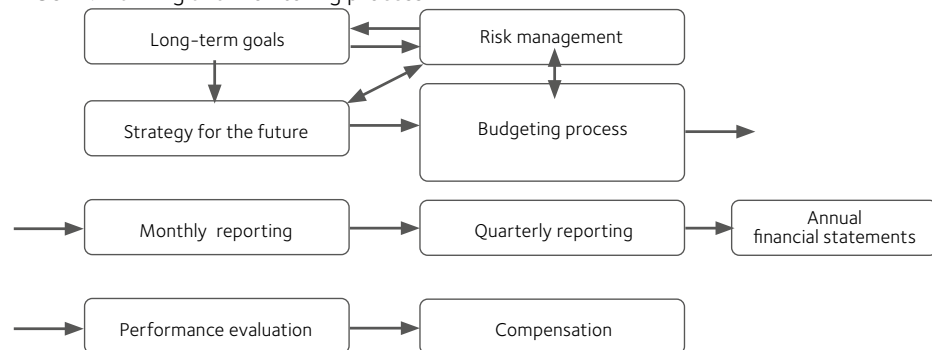 Long-term goals
Risk management
Strategy for the future
Budgeting process
Monthly reporting
Quarterly reporting
Annual
financial statements
Performance evaluation
Compensation